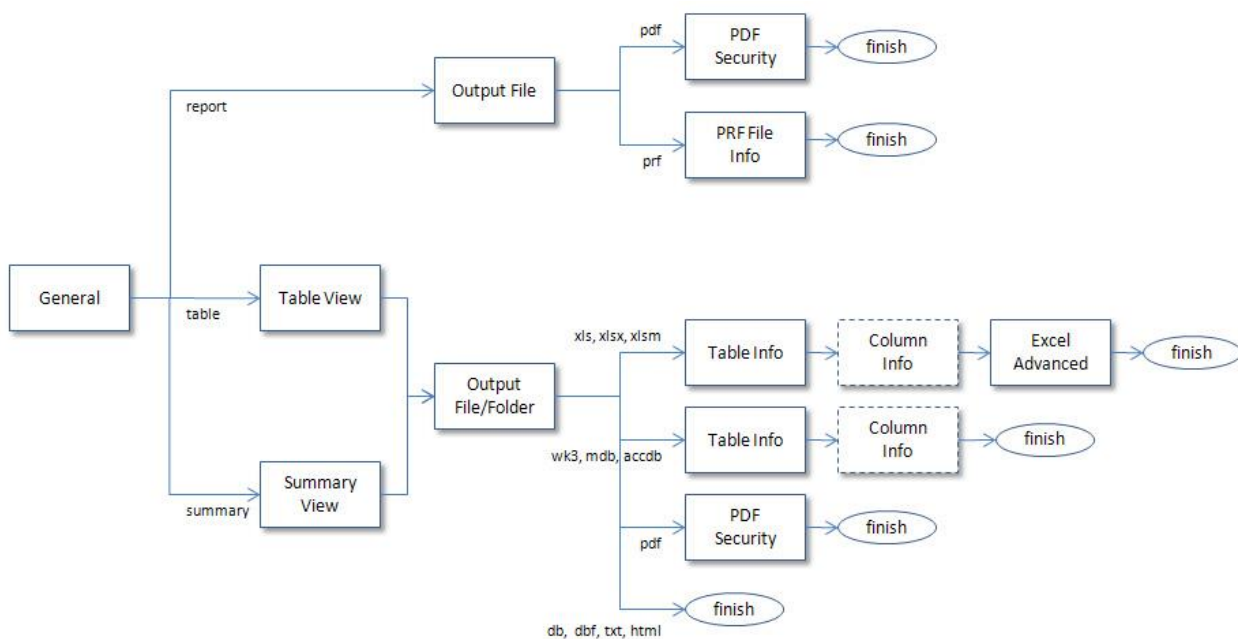 pdf
PDF
Security
finish
Output File
report
PRF File
Info
finish
prf
General
Table View
table
xls, xlsx, xlsm
Table Info
Column
Info
Excel
Advanced
finish
Output
File/Folder
Table Info
Column
Info
finish
wk3, mdb, accdb
Summary
View
summary
PDF
Security
finish
pdf
finish
db, dbf, txt, html